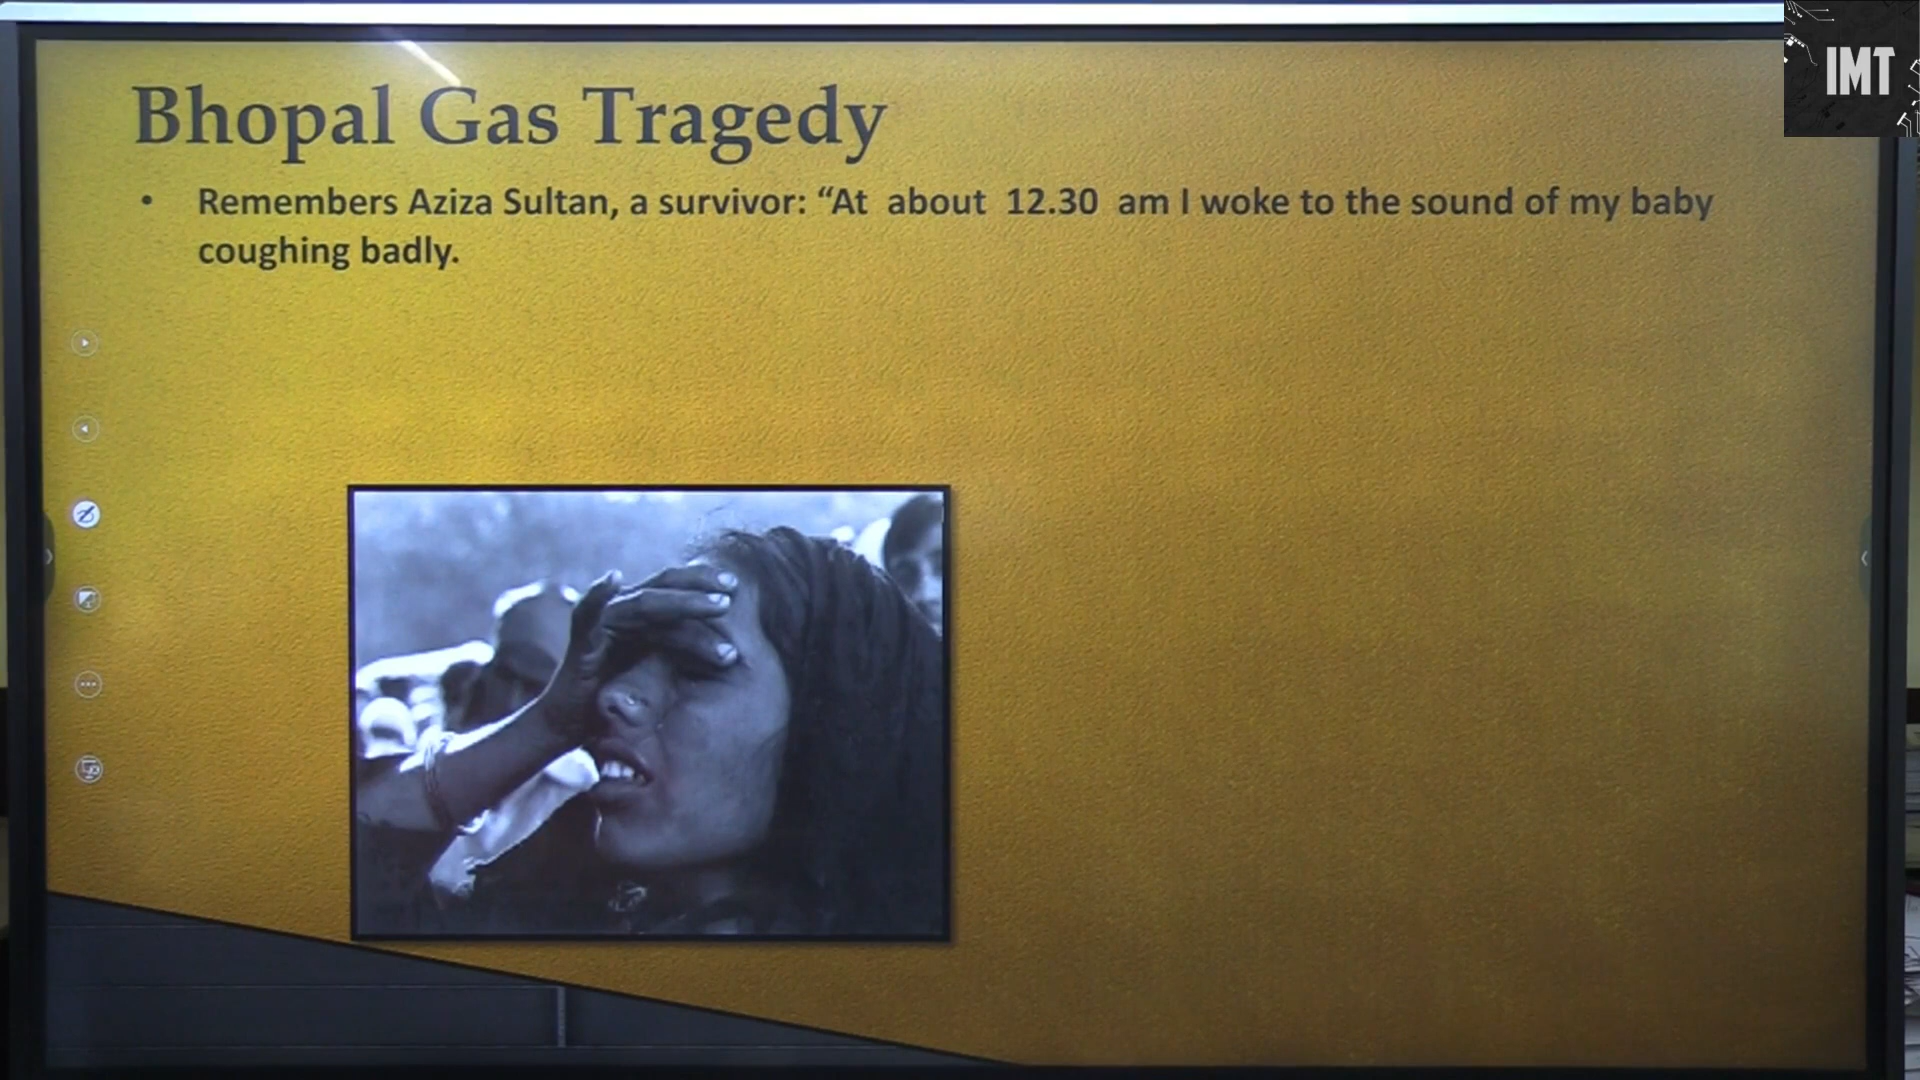 IMT
Bhopal Gas Tragedy
• Remembers Aziza Sultan, a survivor: “At about 12.30 am I woke to the sound of my baby
coughing badly.